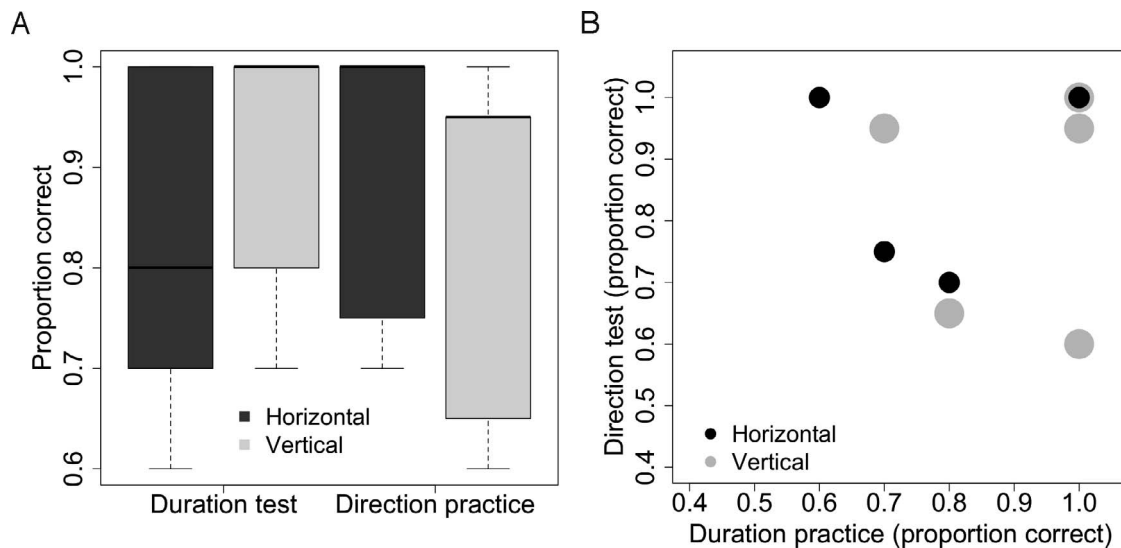 A
Proportion correct
1.0
0.9
0.8
0.7
0.6
Horizontal
Vertical
Duration test
Direction practice
B
Direction test (proportion correct)
1.0
0.9
0.8
0.7
0.6
0.5
0.4
Horizontal
Vertical
0.4 0.5 0.6 0.7 0.8 0.9 1.0
Duration practice (proportion correct)